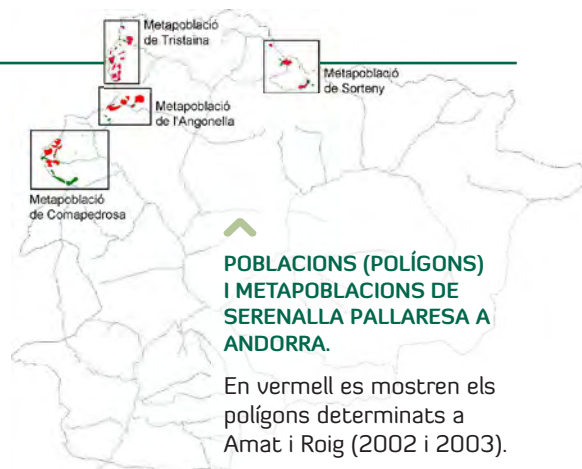 Metapoblació
de Tristaina
Metapoblació
de Sorteny
Metapoblació
de l'Angonella
Metapoblació
de Comapedrosa
POBLACIONS (POLÍGONS)
I METAPOBLACIONS DE
SERENALLA PALLARESA A
ANDORRA.
En vermell es mostren els
polígons determinats a
Amat i Roig (2002 i 2003).